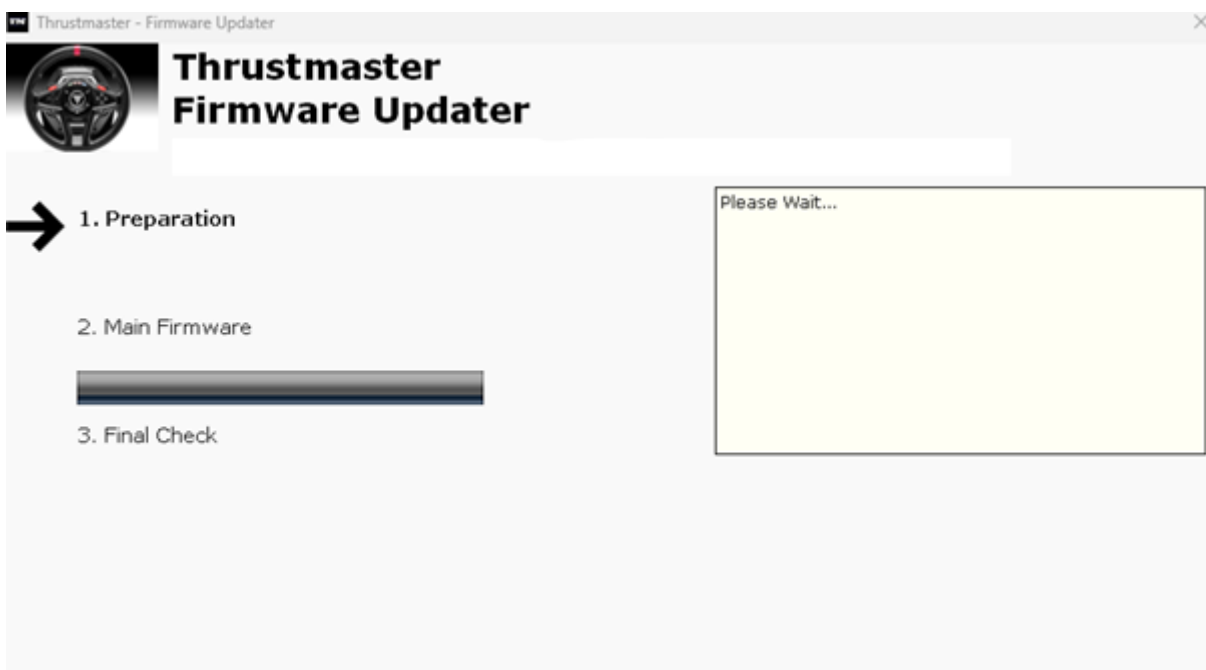 Thrustmaster - Firmware Updater
Thrustmaster
Firmware Updater
1. Preparation
Please Wait...
2. Main Firmware
3. Final Check